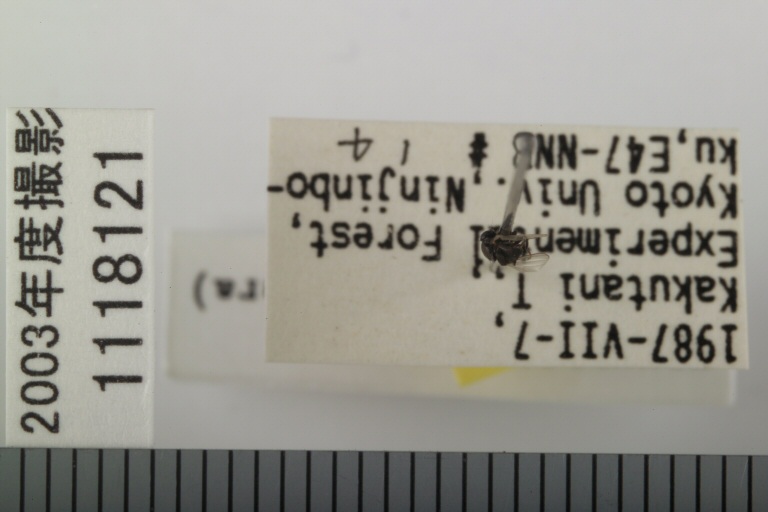 2003年度撮影
1118121
1987-VII-7,
Kakutani T.,
Experimental Forest,
Kyoto Univ., Ninjinbo-
ku, E47-NNB #
14